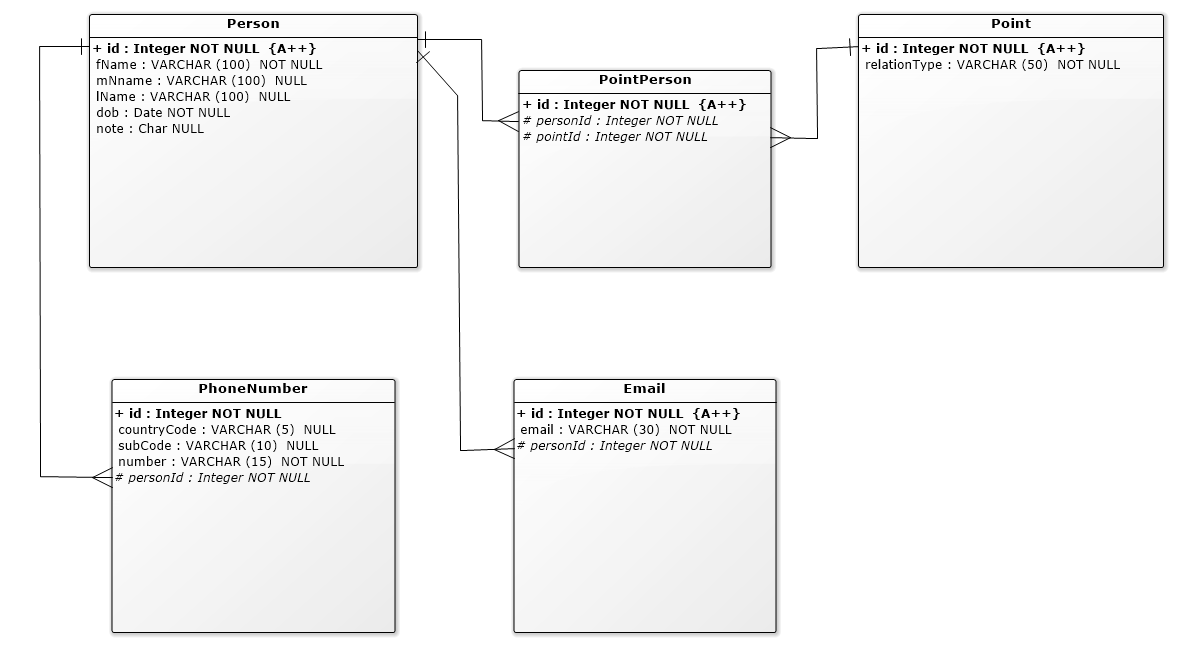 Person
+ id : Integer NOT NULL {A++}
fName : VARCHAR (100) NOT NULL
mNname : VARCHAR (100) NULL
lName : VARCHAR (100) NULL
dob : Date NOT NULL
note : Char NULL
PointPerson
+ id : Integer NOT NULL {A++}
# personId : Integer NOT NULL
# pointId : Integer NOT NULL
Point
+ id : Integer NOT NULL {A++}
relationType : VARCHAR (50) NOT NULL
PhoneNumber
+ id : Integer NOT NULL
countryCode : VARCHAR (5) NULL
subCode : VARCHAR (10) NULL
number : VARCHAR (15) NOT NULL
# personId : Integer NOT NULL
Email
+ id : Integer NOT NULL {A++}
email : VARCHAR (30) NOT NULL
# personId : Integer NOT NULL